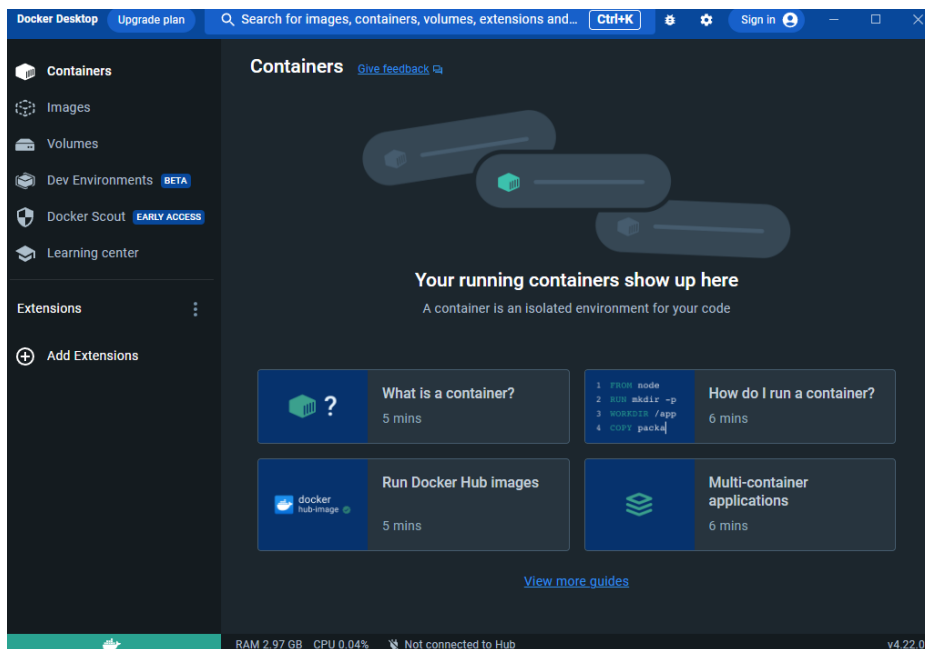 Docker Desktop Upgrade plan Search for images, containers, volumes, extensions and... Ctrl+K Sign in
Containers
Images
Volumes
Dev Environments BETA
Docker Scout EARLY ACCESS
Learning center
Extensions
Add Extensions
Containers Give feedback
Your running containers show up here
A container is an isolated environment for your code
?
What is a container?
5 mins
1 FROM node
2 RUN mkdir -p
3 WORKDIR /app
4 COPY packa
How do I run a container?
6 mins
docker
hub-image
Run Docker Hub images
5 mins
Multi-container
applications
6 mins
View more guides
RAM 2.97 GB CPU 0.04% Not connected to Hub v4.22.0